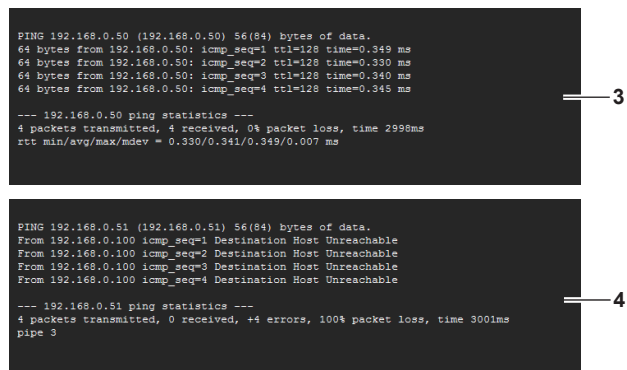 PING 192.168.0.50 (192.168.0.50) 56(84) bytes of data.
64 bytes from 192.168.0.50: icmp_seq=1 ttl=128 time=0.349 ms
64 bytes from 192.168.0.50: icmp_seq=2 ttl=128 time=0.330 ms
64 bytes from 192.168.0.50: icmp_seq=3 ttl=128 time=0.340 ms
64 bytes from 192.168.0.50: icmp_seq=4 ttl=128 time=0.345 ms
3
--- 192.168.0.50 ping statistics ---
4 packets transmitted, 4 received, 0% packet loss, time 2998ms
rtt min/avg/max/mdev = 0.330/0.341/0.349/0.007 ms
PING 192.168.0.51 (192.168.0.51) 56(84) bytes of data.
From 192.168.0.100 icmp_seq=1 Destination Host Unreachable
From 192.168.0.100 icmp_seq=2 Destination Host Unreachable
From 192.168.0.100 icmp_seq=3 Destination Host Unreachable
From 192.168.0.100 icmp_seq=4 Destination Host Unreachable
4
--- 192.168.0.51 ping statistics ---
4 packets transmitted, 0 received, +4 errors, 100% packet loss, time 3001ms
pipe 3